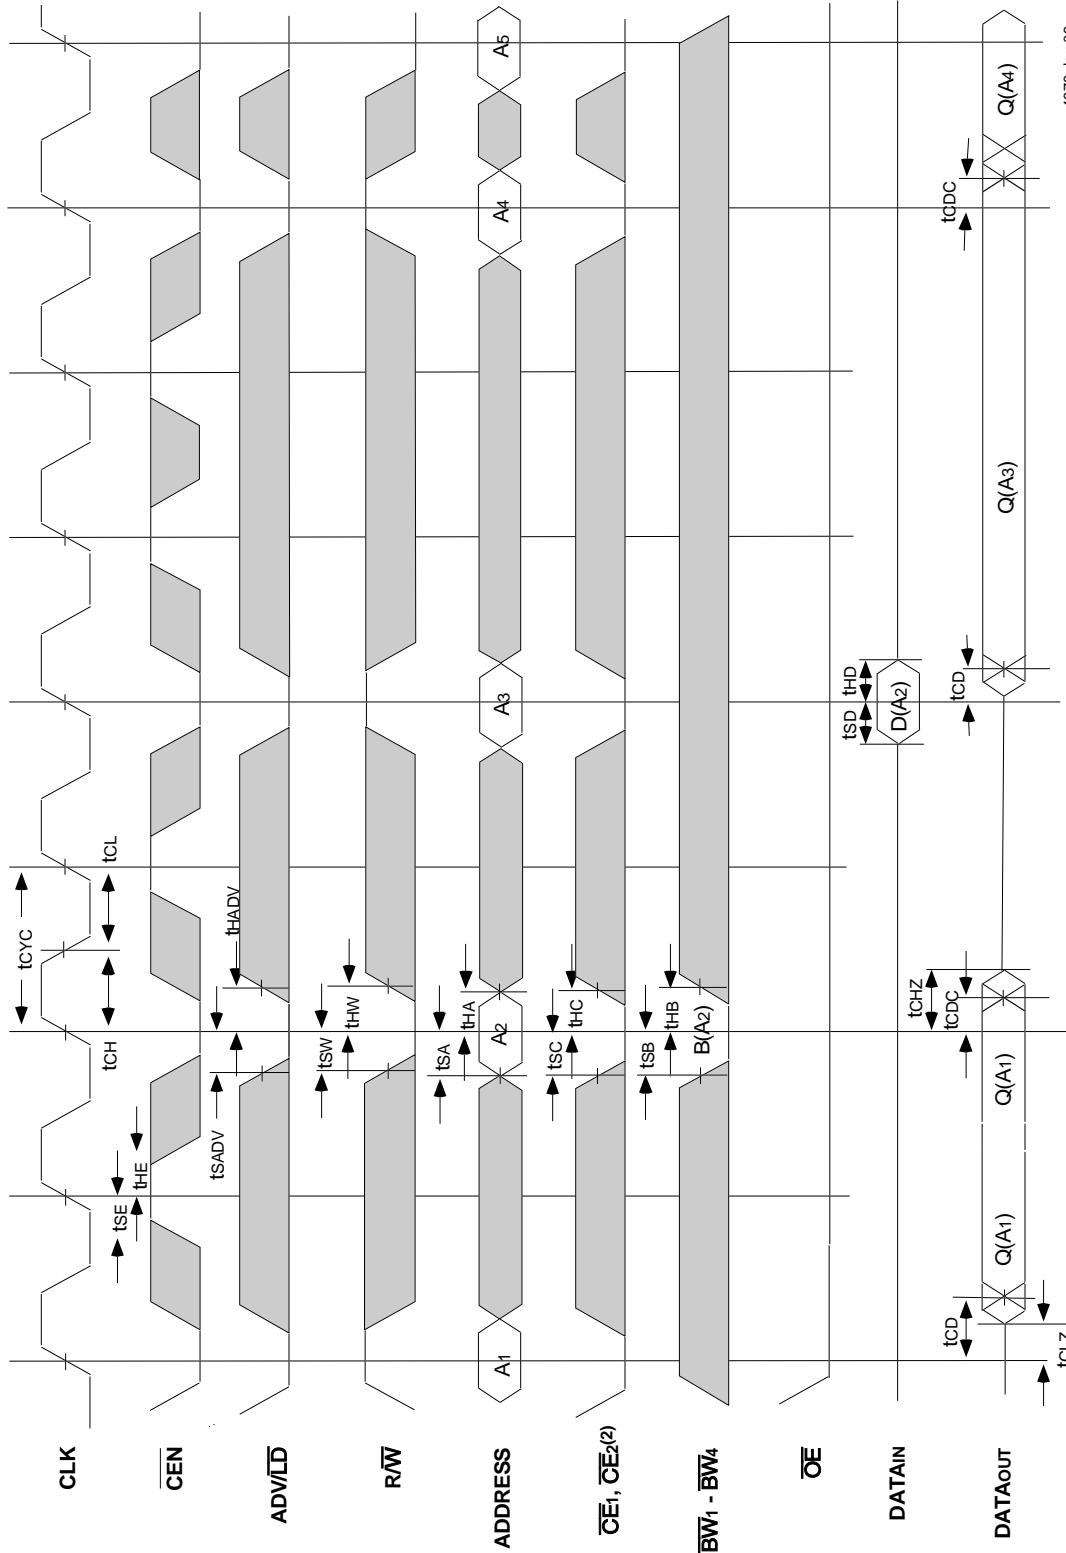 CLK
tCYC
tCH
tCL
CEN
tSE
tHE
ADV/LD
tSADV
tHADV
R/W
tSW
tHW
ADDRESS
A1
tSA
tHA
A2
A3
A4
A5
CE1, CE2(2)
tSC
tHC
BW1 - BW4
tSB
tHB
B(A2)
OE
DATAIN
tSD
tHD
D(A2)
DATAOUT
tCD
tCLZ
Q(A1)
Q(A1)
tCHZ
tCDC
tCD
Q(A3)
tCDC
Q(A4)